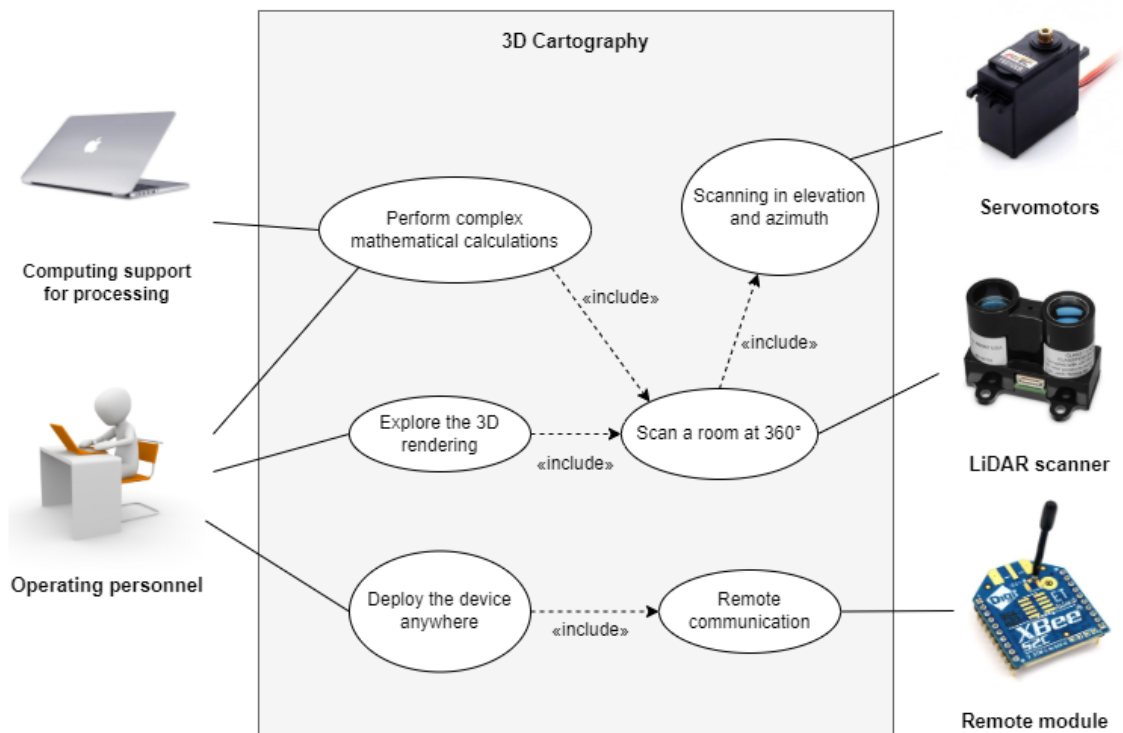 3D Cartography
Servomotors
Computing support
for processing
Perform complex
mathematical calculations
Scanning in elevation
and azimuth
«include»
«include»
LiDAR scanner
Operating personnel
Explore the 3D
rendering
«include»
Scan a room at 360°
Deploy the device
anywhere
«include»
Remote
communication
Digi
XBee
S2C
Remote module